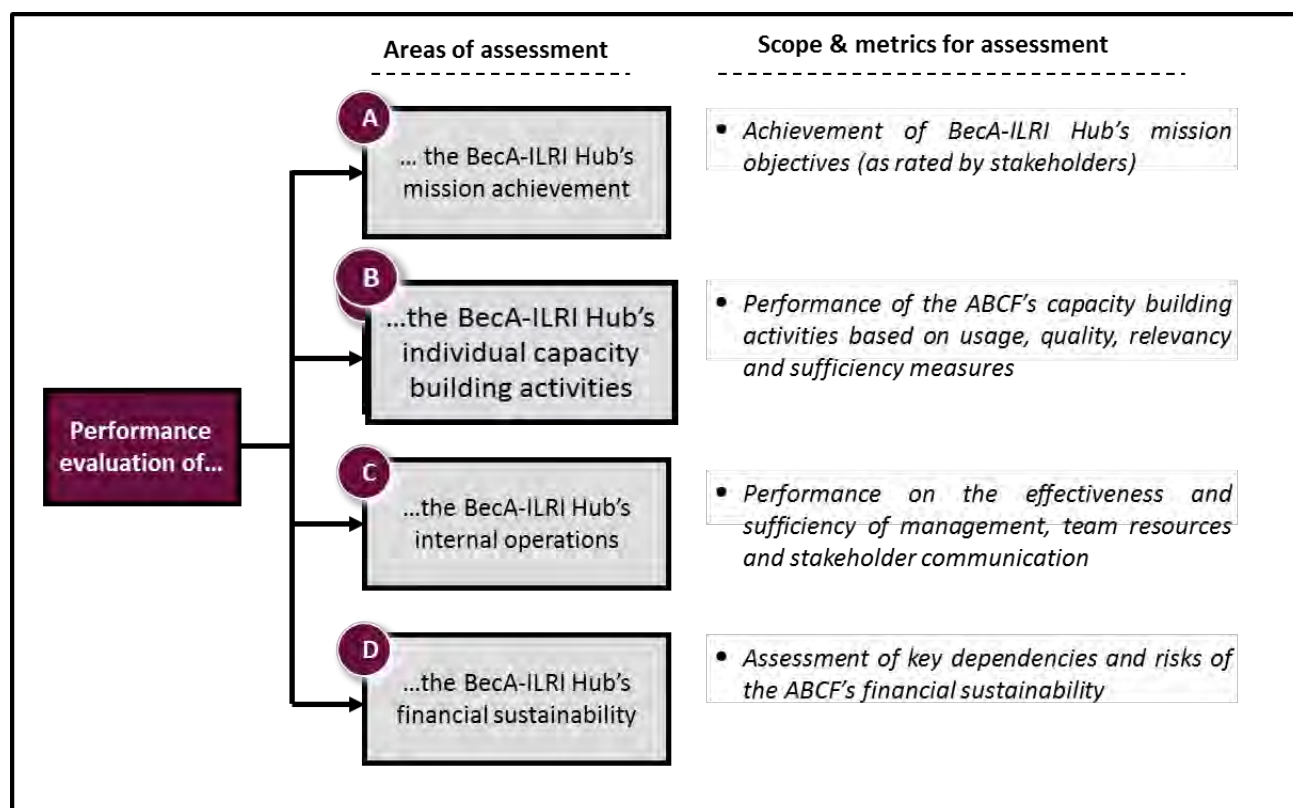 Areas of assessment
Scope & metrics for assessment
A
... the BecA-ILRI Hub's
mission achievement
• Achievement of BecA-ILRI Hub's mission
objectives (as rated by stakeholders)
B
...the BecA-ILRI Hub's
individual capacity
building activities
• Performance of the ABCF's capacity building
activities based on usage, quality, relevancy
and sufficiency measures
Performance
evaluation of...
C
...the BecA-ILRI Hub's
internal operations
• Performance on the effectiveness and
sufficiency of management, team resources
and stakeholder communication
D
...the BecA-ILRI Hub's
financial sustainability
• Assessment of key dependencies and risks of
the ABCF's financial sustainability